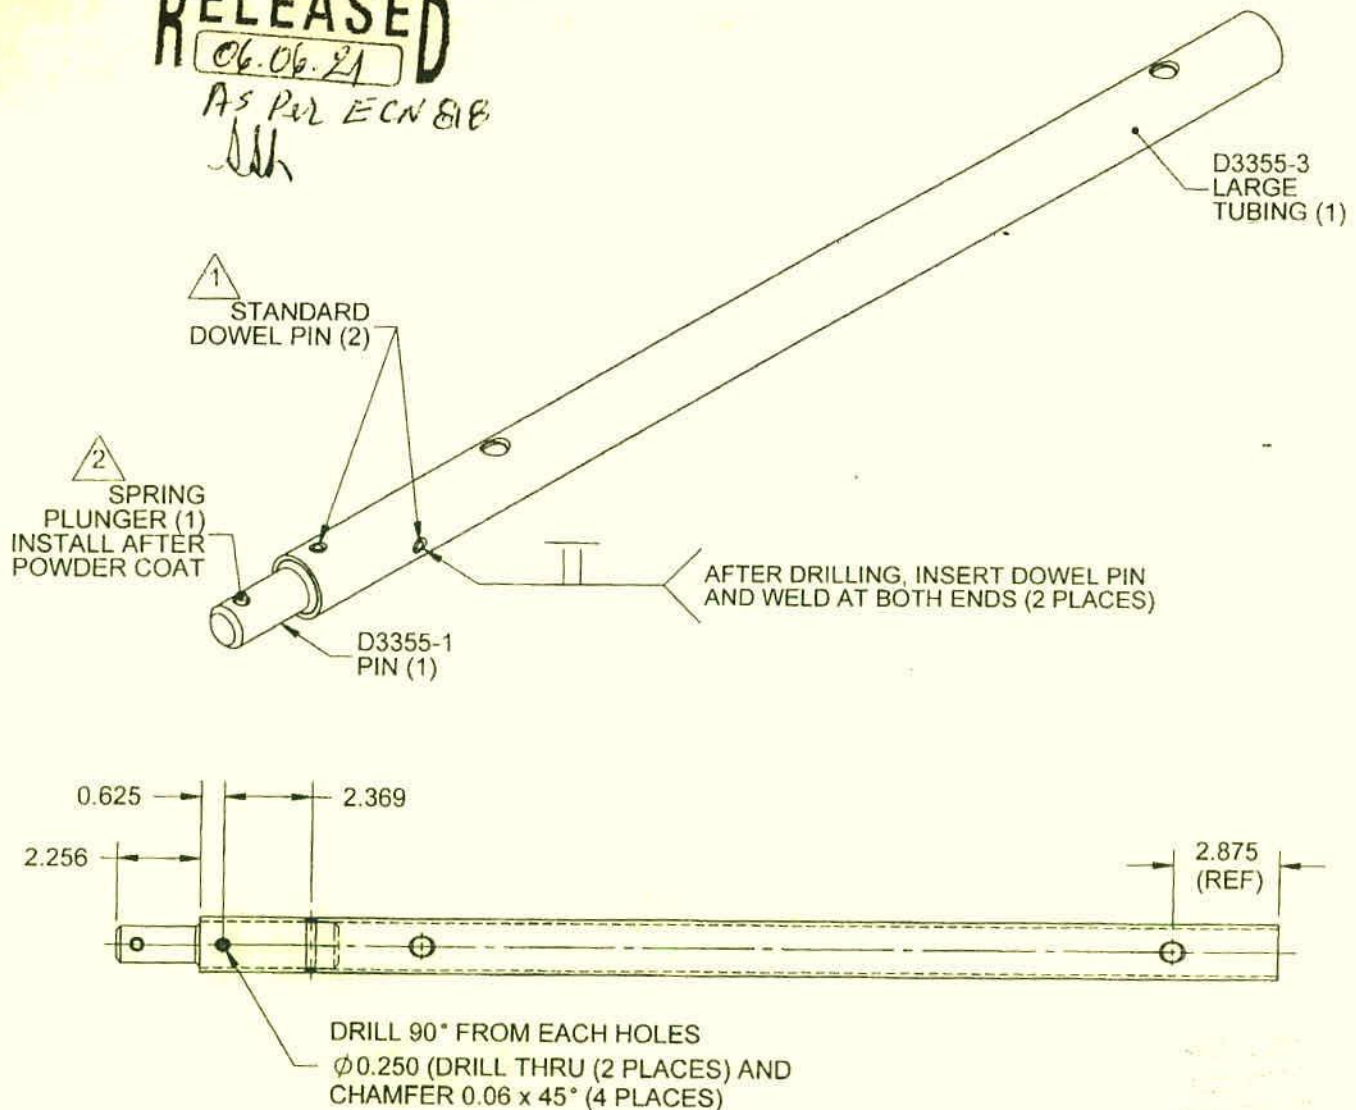 RELEASED
06.06.21
As Per ECN 818
D3355-3
LARGE
TUBING (1)
1
STANDARD
DOWEL PIN (2)
2
SPRING
PLUNGER (1)
INSTALL AFTER
POWDER COAT
AFTER DRILLING, INSERT DOWEL PIN
AND WELD AT BOTH ENDS (2 PLACES)
D3355-1
PIN (1)
0.625
2.369
2.256
2.875
(REF)
DRILL 90° FROM EACH HOLES
Ø0.250 (DRILL THRU (2 PLACES) AND
CHAMFER 0.06 x 45° (4 PLACES)